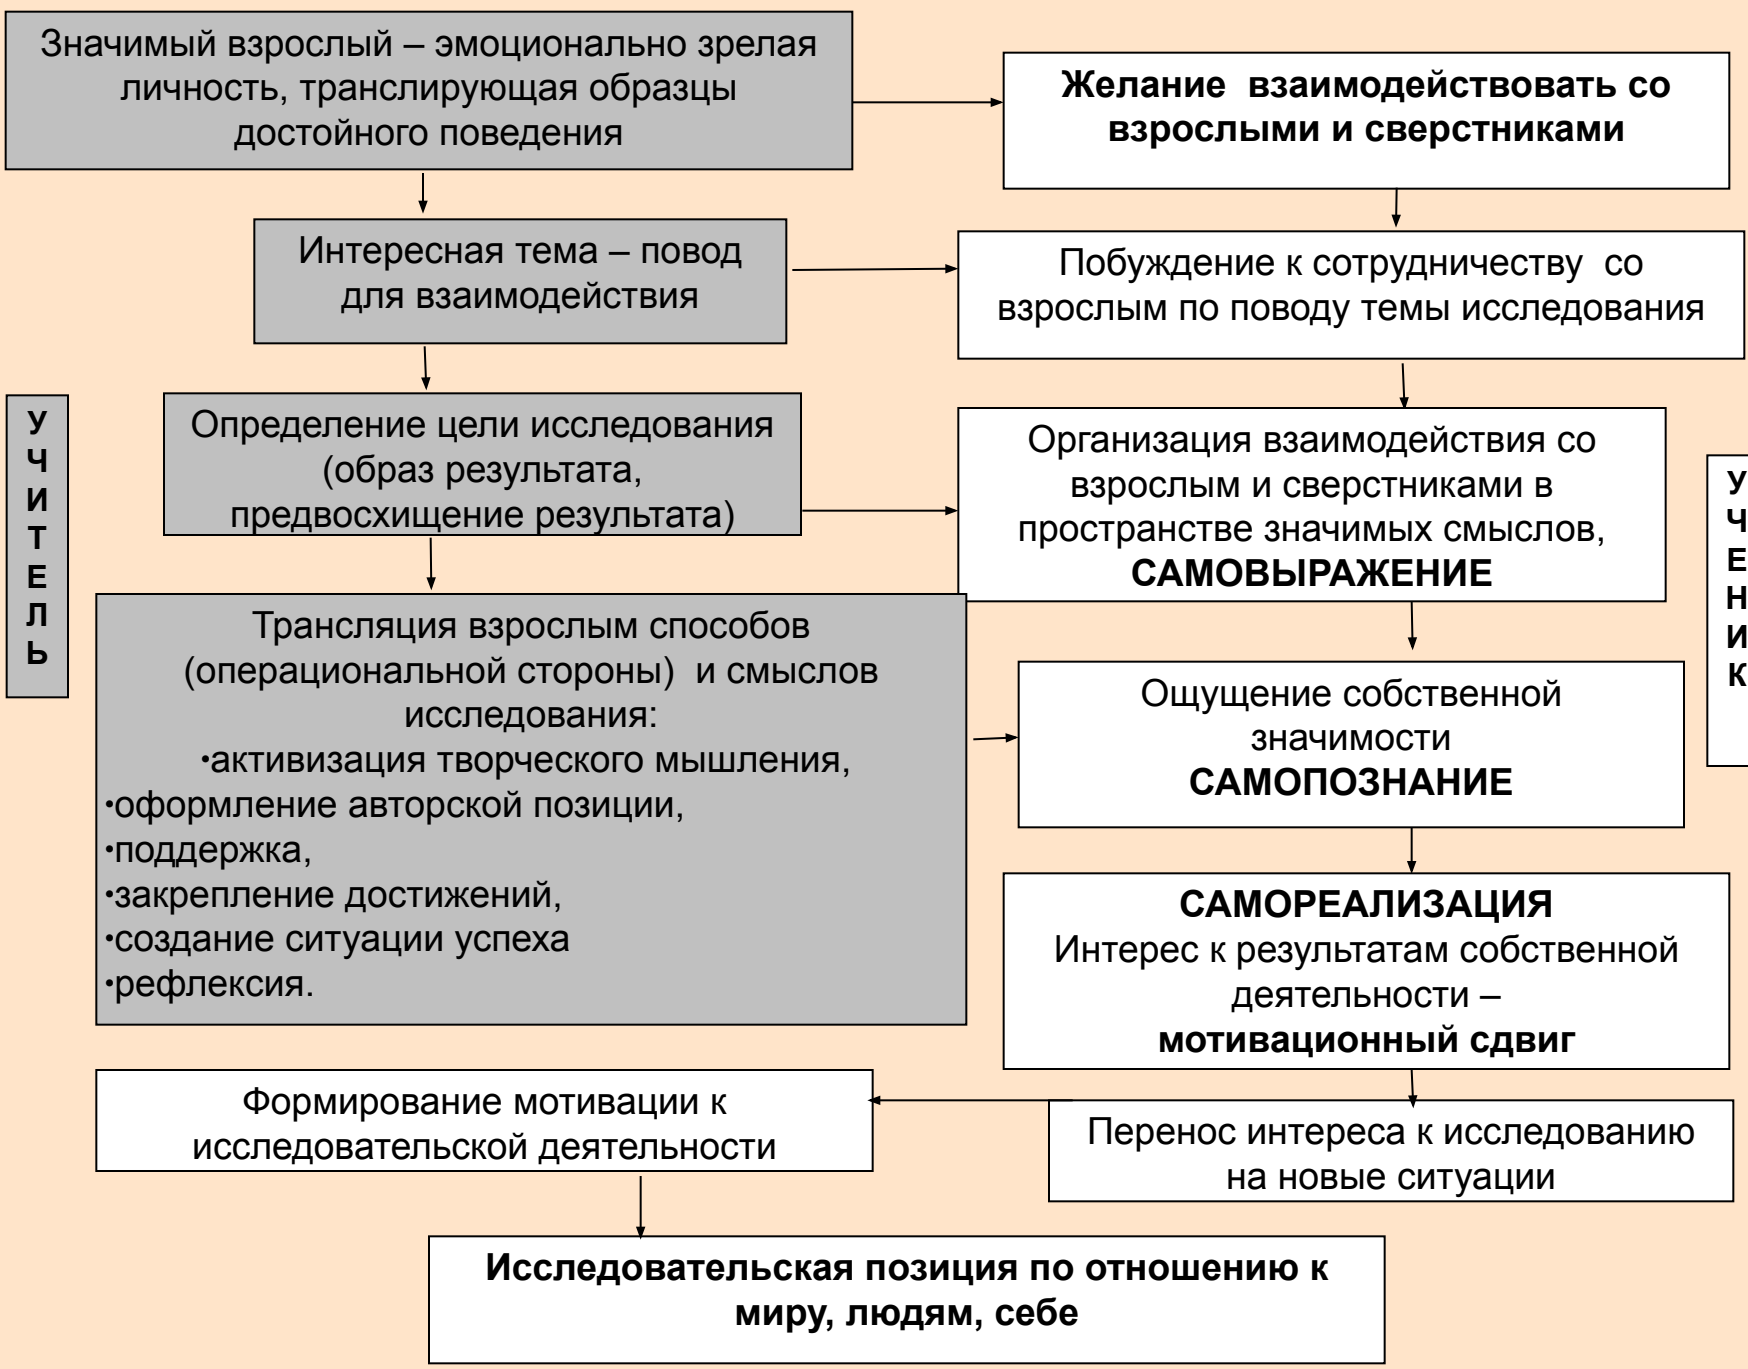 Значимый взрослый – эмоционально зрелая
личность, транслирующая образцы
достойного поведения
Желание взаимодействовать со
взрослыми и сверстниками
Интересная тема – повод
для взаимодействия
Побуждение к сотрудничеству со
взрослым по поводу темы исследования
УЧИТЕЛЬ
Определение цели исследования
(образ результата,
предвосхищение результата)
Организация взаимодействия со
взрослым и сверстниками в
пространстве значимых смыслов,
САМОВЫРАЖЕНИЕ
УЧЕНИК
Трансляция взрослым способов
(операциональной стороны) и смыслов
исследования:
•активизация творческого мышления,
•оформление авторской позиции,
•поддержка,
•закрепление достижений,
•создание ситуации успеха
•рефлексия.
Ощущение собственной
значимости
САМОПОЗНАНИЕ
САМОРЕАЛИЗАЦИЯ
Интерес к результатам собственной
деятельности –
мотивационный сдвиг
Формирование мотивации к
исследовательской деятельности
Перенос интереса к исследованию
на новые ситуации
Исследовательская позиция по отношению к
миру, людям, себе